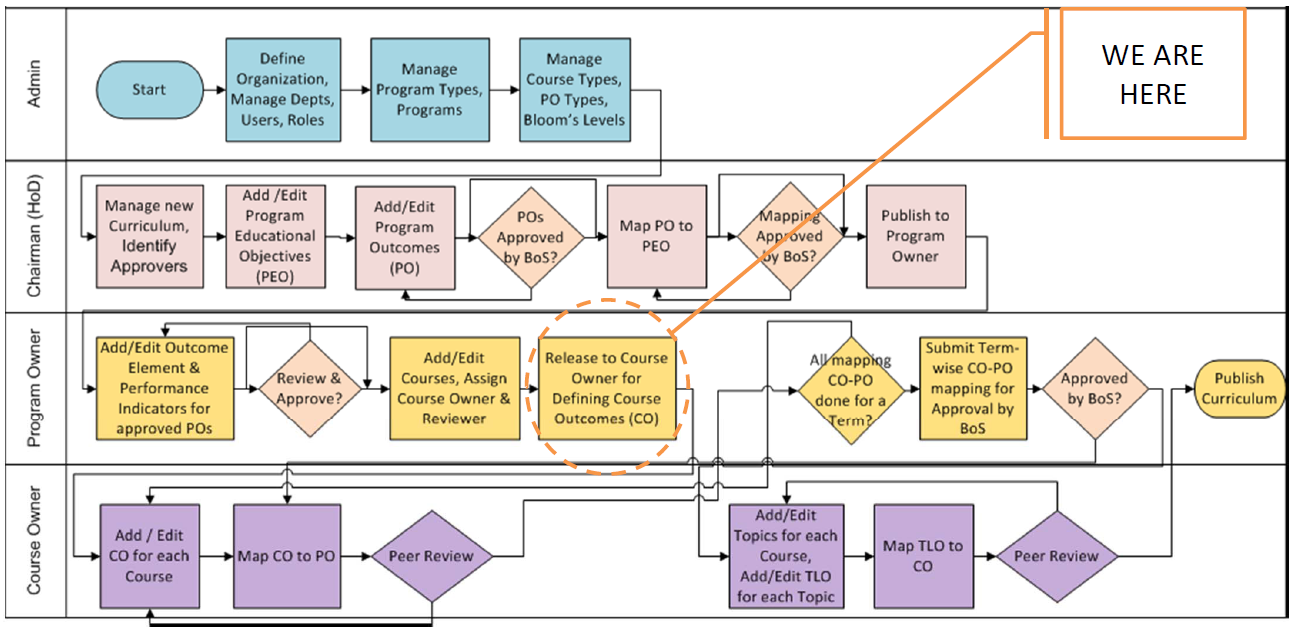 WE ARE
HERE
Admin
Start
Define
Organization,
Manage Depts,
Users, Roles
Manage
Program Types,
Programs
Manage
Course Types,
PO Types,
Bloom's Levels
Chairman (HoD)
Manage new
Curriculum,
Identify
Approvers
Add /Edit
Program
Educational
Objectives
(PEO)
Add/Edit
Program
Outcomes
(PO)
POs
Approved
by BoS?
Map PO to
PEO
Mapping
Approved
by BoS?
Publish to
Program
Owner
Program Owner
Add/Edit Outcome
Element &
Performance
Indicators for
approved POs
Review &
Approve?
Add/Edit
Courses, Assign
Course Owner &
Reviewer
Release to Course
Owner for
Defining Course
Outcomes (CO)
All mapping
CO-PO
done for a
Term?
Submit Term-
wise CO-PO
mapping for
Approval by
BoS
Approved
by BoS?
Publish
Curriculum
Course Owner
Add / Edit
CO for each
Course
Map CO to PO
Peer Review
Add/Edit
Topics for each
Course,
Add/Edit TLO
for each Topic
Map TLO to
CO
Peer Review